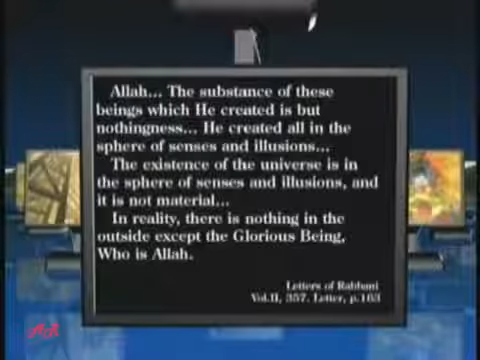 Allah... The substance of these
beings which He created is but
nothingness... He created all in the
sphere of senses and illusions...
The existence of the universe is in
the sphere of senses and illusions, and
it is not material...
In reality, there is nothing in the
outside except the Glorious Being,
Who is Allah.
Letters of Rabbani
Vol.II, 357. Letter, p.163